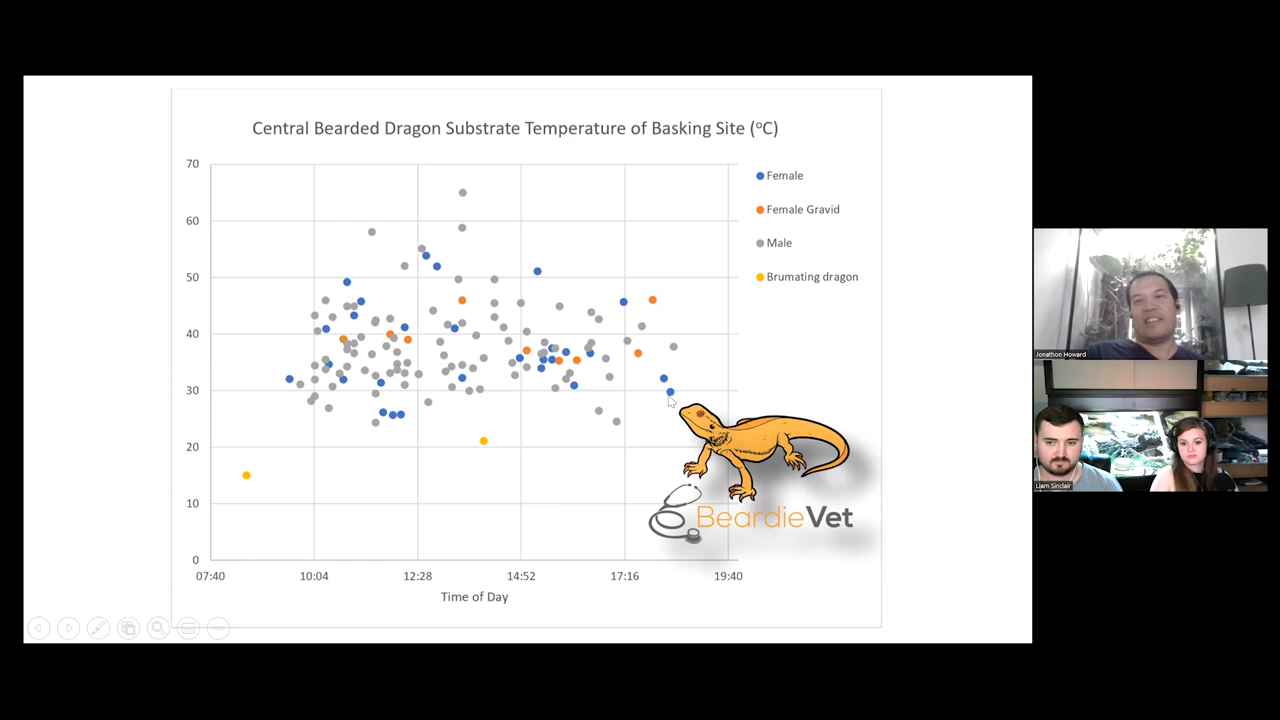 Central Bearded Dragon Substrate Temperature of Basking Site (°C)
70
60
50
40
30
20
10
0
07:40
10:04
12:28
14:52
17:16
19:40
Time of Day
Female
Female Gravid
Male
Brumating dragon
BeardieVet
Jonathon Howard
Liam Sinclair